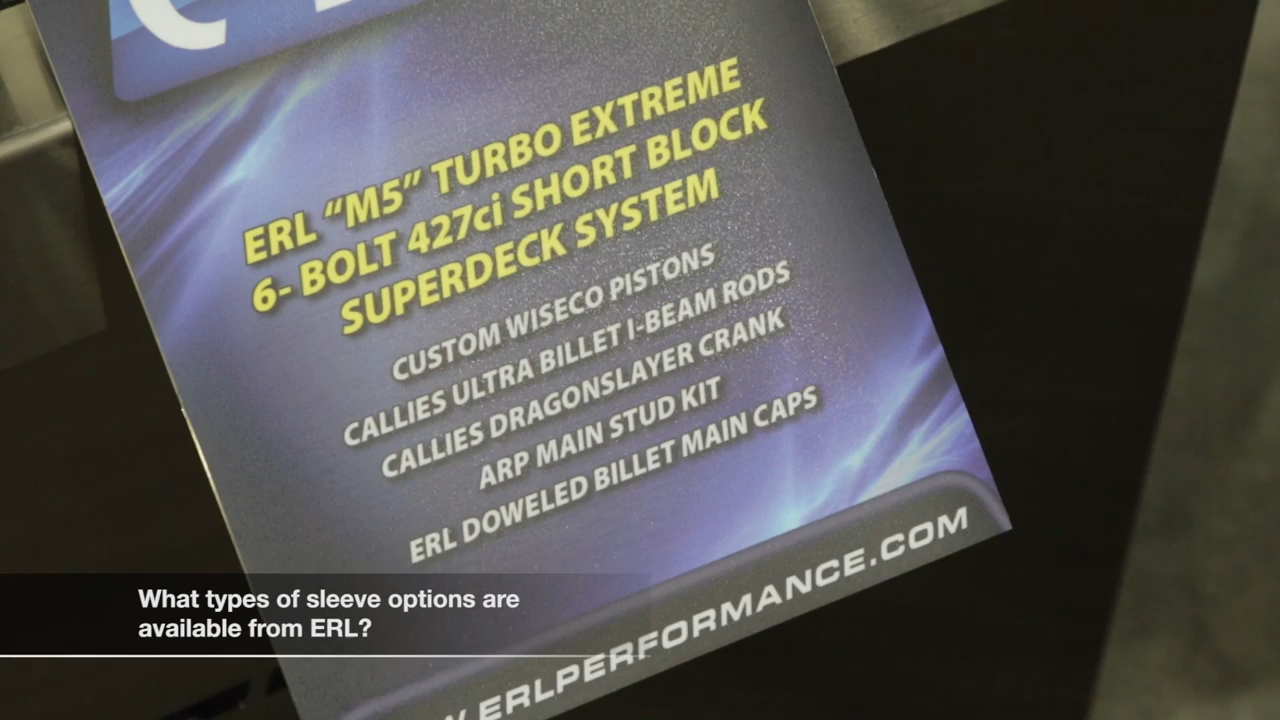 ERL “M5” TURBO EXTREME
6- BOLT 427ci SHORT BLOCK
SUPERDECK SYSTEM
CUSTOM WISECO PISTONS
CALLIES ULTRA BILLET I-BEAM RODS
CALLIES DRAGONSLAYER CRANK
ARP MAIN STUD KIT
ERL DOWELED BILLET MAIN CAPS
ERLPERFORMANCE.COM
What types of sleeve options are
available from ERL?